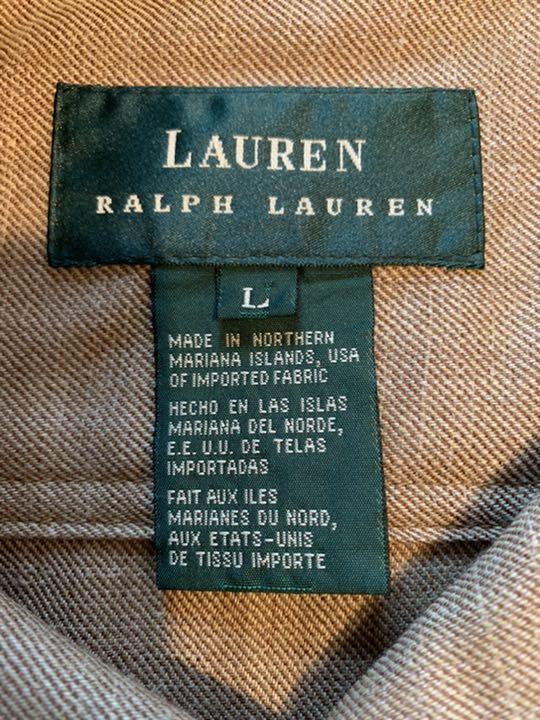 LAUREN
RALPH LAUREN
L
MADE IN NORTHERN
MARIANA ISLANDS, USA
OF IMPORTED FABRIC
HECHO EN LAS ISLAS
MARIANA DEL NORDE,
E.E. U.U. DE TELAS
IMPORTADAS
FAIT AUX ILES
MARIANES DU NORD,
AUX ETATS-UNIS
DE TISSU IMPORTE